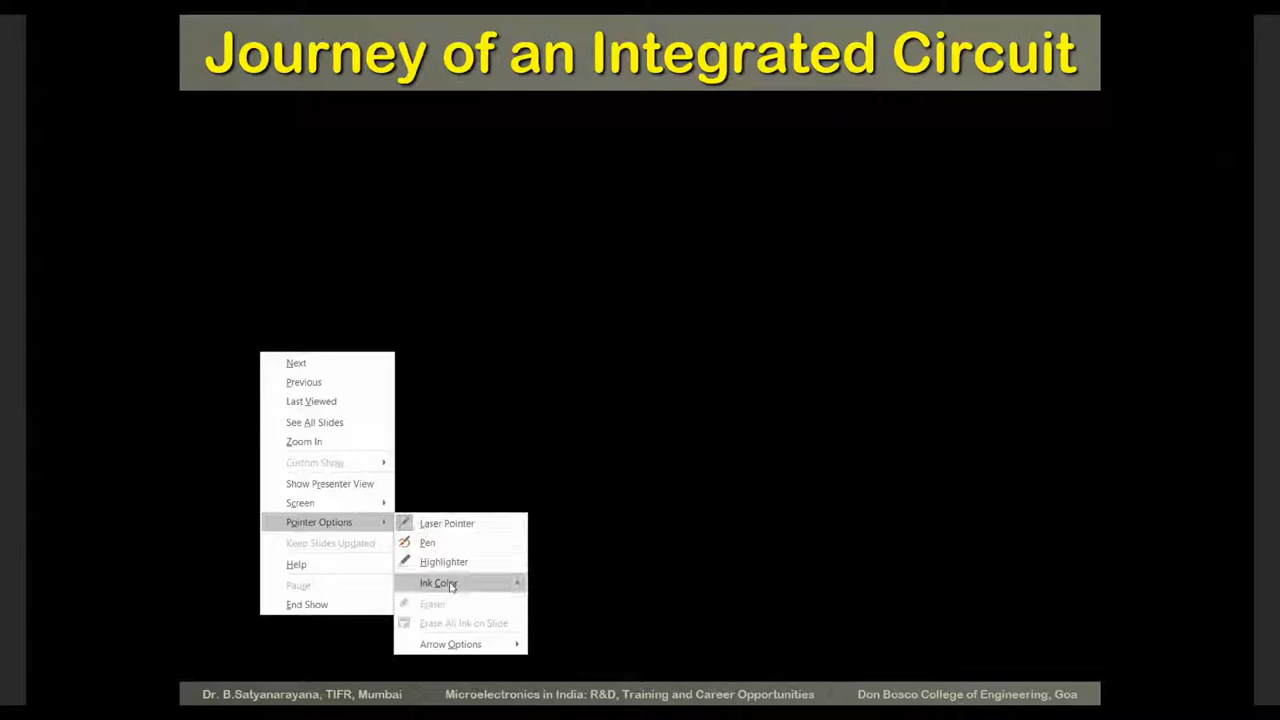 Journey of an Integrated Circuit
Next
Previous
Last Viewed
See All Slides
Zoom In
Custom Show
Show Presenter View
Screen
Pointer Options
Keep Slides Updated
Help
Pause
End Show
Laser Pointer
Pen
Highlighter
Ink Color
Eraser
Erase All Ink on Slide
Arrow Options
Dr. B.Satyanarayana, TIFR, Mumbai Microelectronics in India: R&D, Training and Career Opportunities Don Bosco College of Engineering, Goa